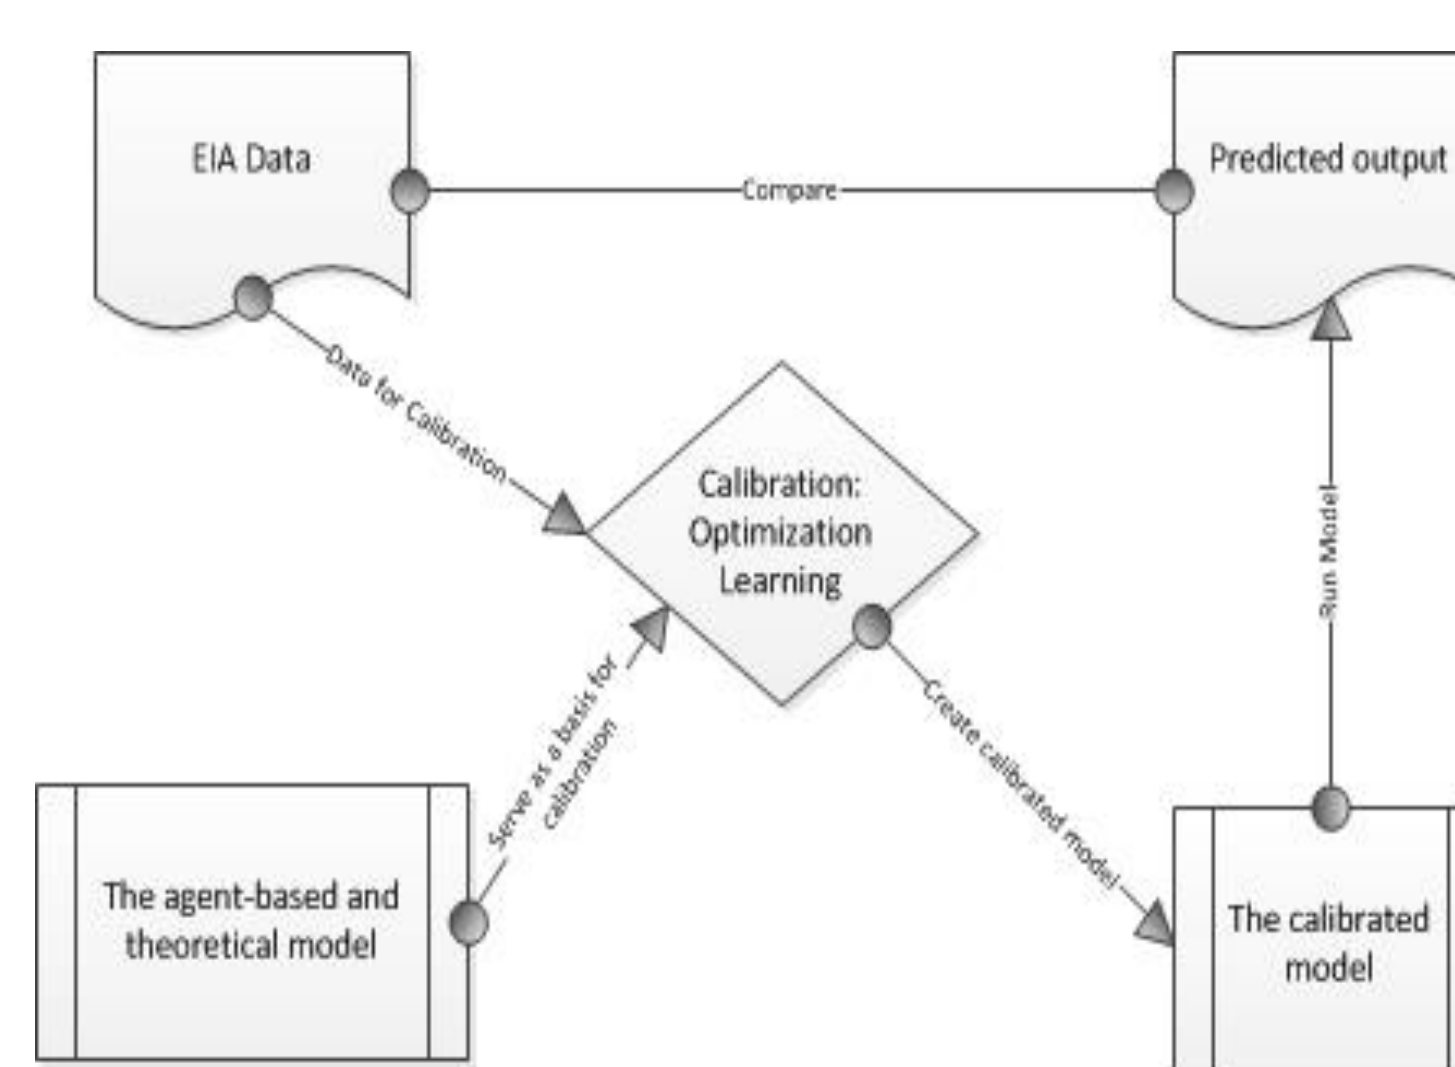 EIA Data
Predicted output
Compare
Data for Calibration
Calibration:
Optimization
Learning
Run Model
Serve as a basis for
calibration
Create calibrated model
The agent-based and
theoretical model
The calibrated
model